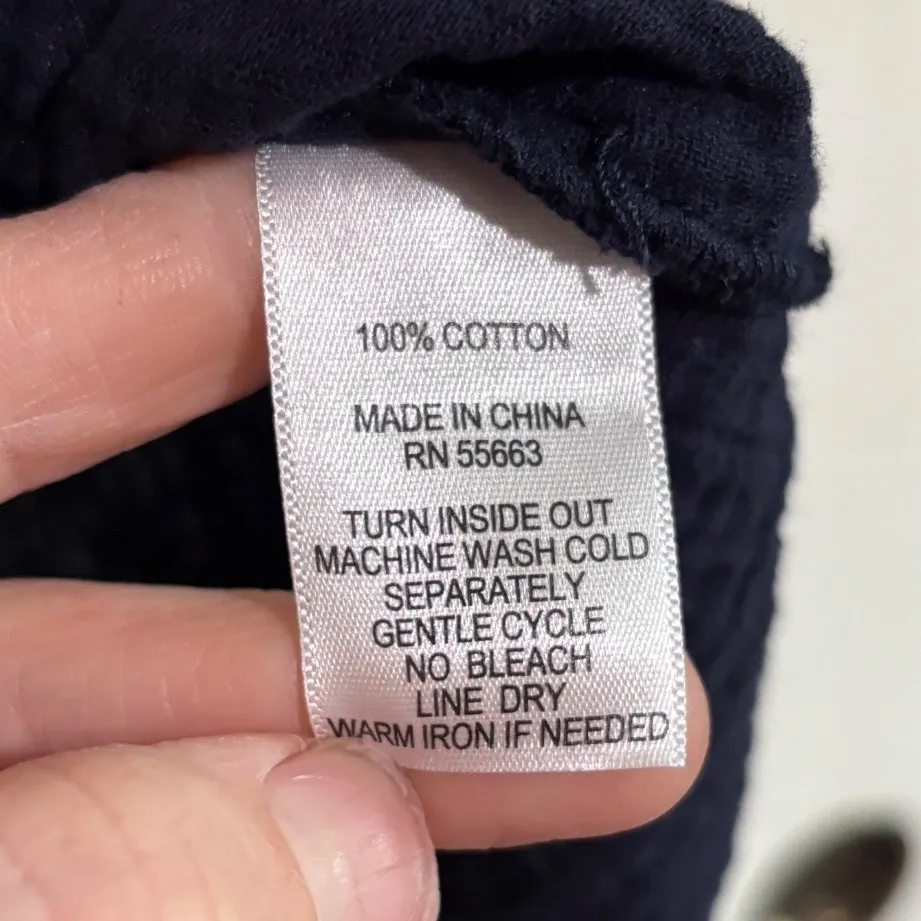 100% COTTON
MADE IN CHINA
RN 55663
TURN INSIDE OUT
MACHINE WASH COLD
SEPARATELY
GENTLE CYCLE
NO BLEACH
LINE DRY
WARM IRON IF NEEDED